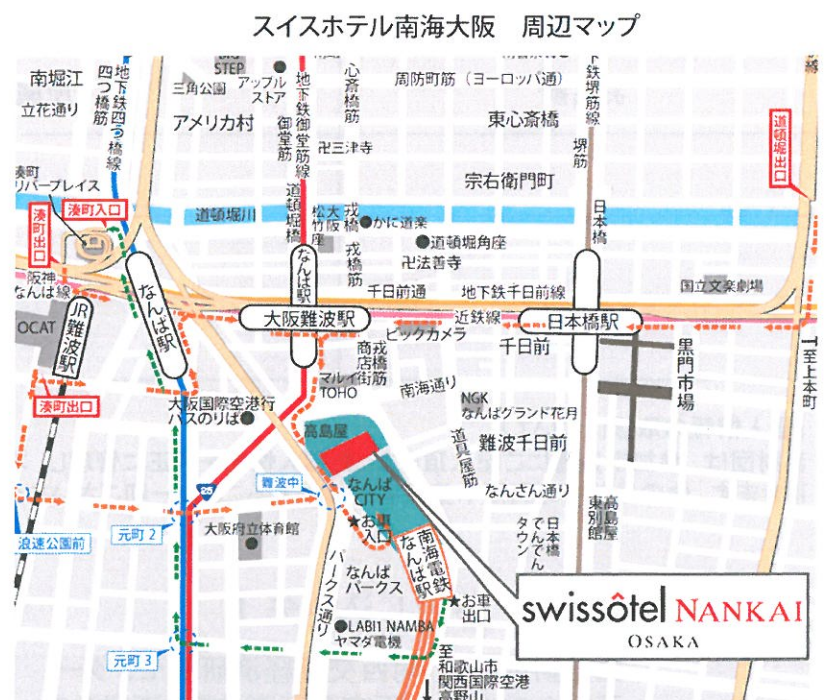 スイスホテル南海大阪　周辺マップ
STEP
三角公園
アップル
ストア
南堀江
立花通り
四つ橋筋
地下鉄四つ橋線
アメリカ村
地下鉄御堂筋線
御堂筋
心斎橋筋
卍三津寺
周防町筋（ヨーロッパ通）
東心斎橋
宗右衛門町
下鉄堺筋線
堺筋
道頓堀出口
湊町
リバープレイス
湊町入口
湊町出口
道頓堀川
道頓堀橋
大阪
松竹座
戎橋
かに道楽
道頓堀角座
卍法善寺
戎橋筋
日本橋
阪神
なんば線
なんば駅
なんば駅
千日前通
地下鉄千日前線
国立文楽劇場
大阪難波駅
近鉄線
日本橋駅
OCAT
JR難波駅
ビックカメラ
千日前
戎橋筋
商店街
黒門市場
至上本町
湊町出口
マルイ
TOHO
南海通り
大阪国際空港行
バスのりば
高島屋
NGK
なんばグランド花月
難波千日前
道具屋筋
なんさん通り
なんば
CITY
難波中
25
元町2
大阪府立体育館
浪速公園前
★お車
入口
南海電鉄
なんば駅
日本橋
でんでん
タウン
高島屋
東別館
パークス通り
なんば
パークス
★お車
出口
LABI1 NAMBA
ヤマダ電機
元町3
swissôtel NANKAI
OSAKA
至
和歌山市
関西国際空港
高野山